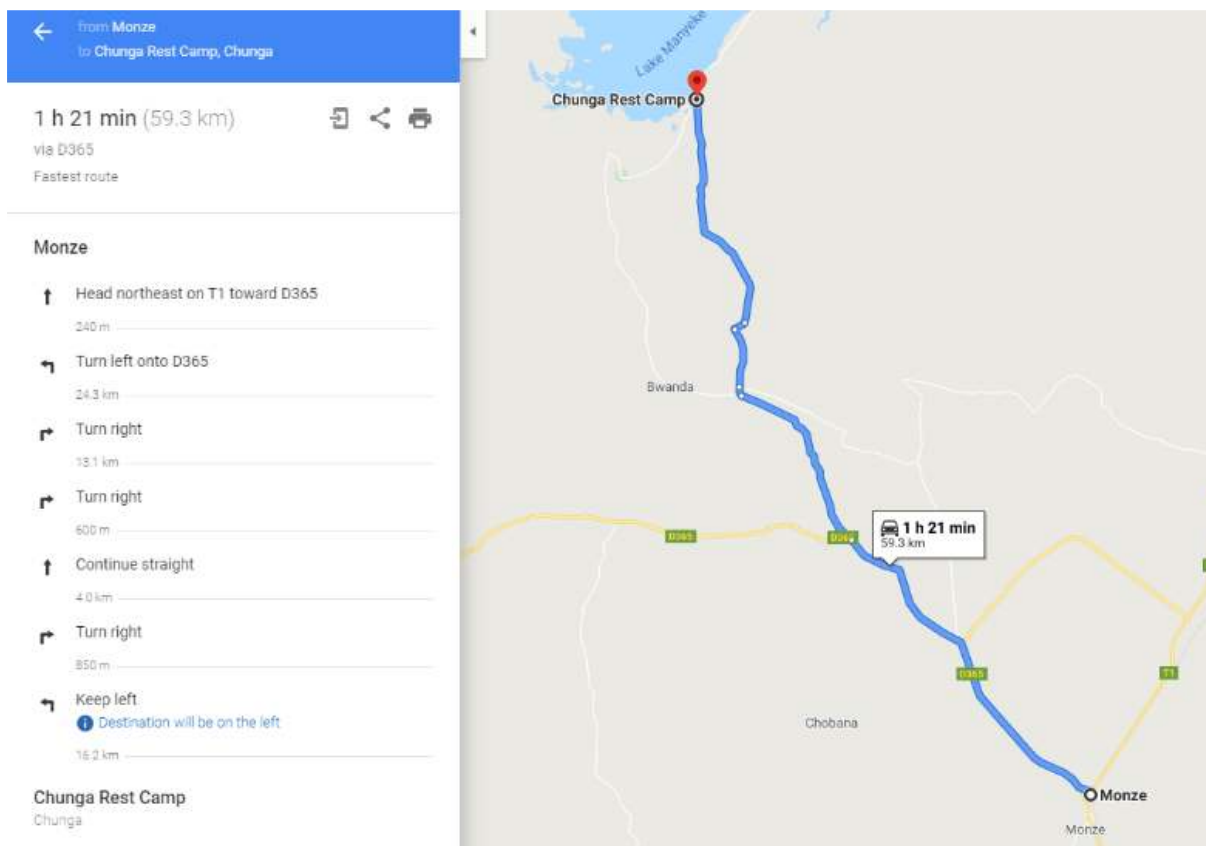 from Monze
to Chunga Rest Camp, Chunga
1 h 21 min (59.3 km)
via D365
Fastest route
Monze
Head northeast on T1 toward D365
240 m
Turn left onto D365
24.3 km
Turn right
13.1 km
Turn right
600 m
Continue straight
4.0 km
Turn right
850 m
Keep left
Destination will be on the left
16.2 km
Chunga Rest Camp
Chunga
Lake Manyeke
Chunga Rest Camp
Bwanda
1 h 21 min
59.3 km
D365
D365
D365
T1
Chobana
Monze
Monze